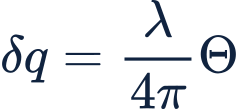 δq = λ/4π Θ